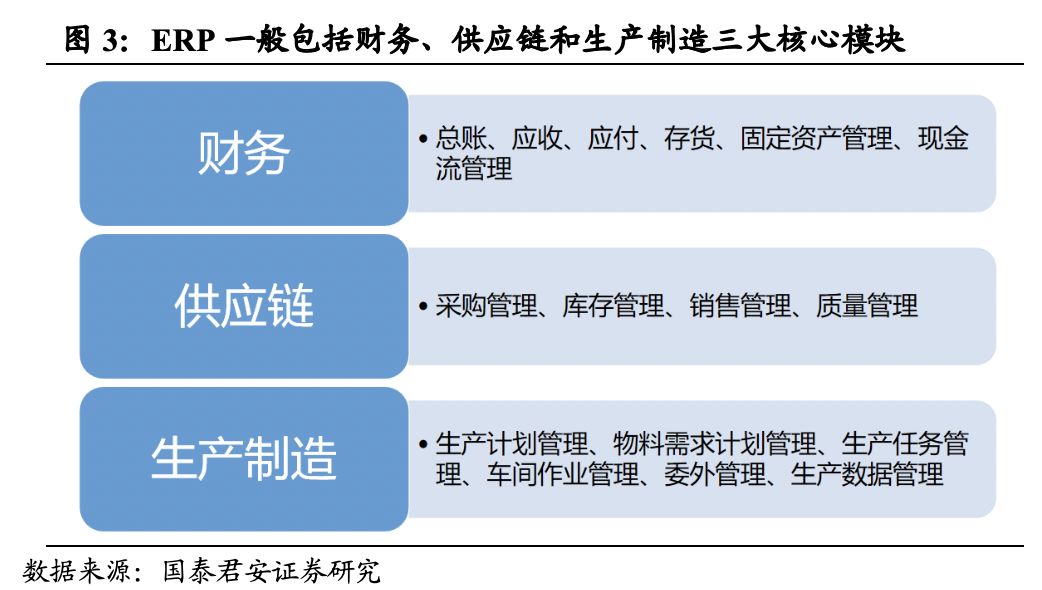 图 3：ERP 一般包括财务、供应链和生产制造三大核心模块
财务
•总账、应收、应付、存货、固定资产管理、现金
流管理
供应链
•采购管理、库存管理、销售管理、质量管理
生产制造
•生产计划管理、物料需求计划管理、生产任务管
理、车间作业管理、委外管理、生产数据管理
数据来源：国泰君安证券研究